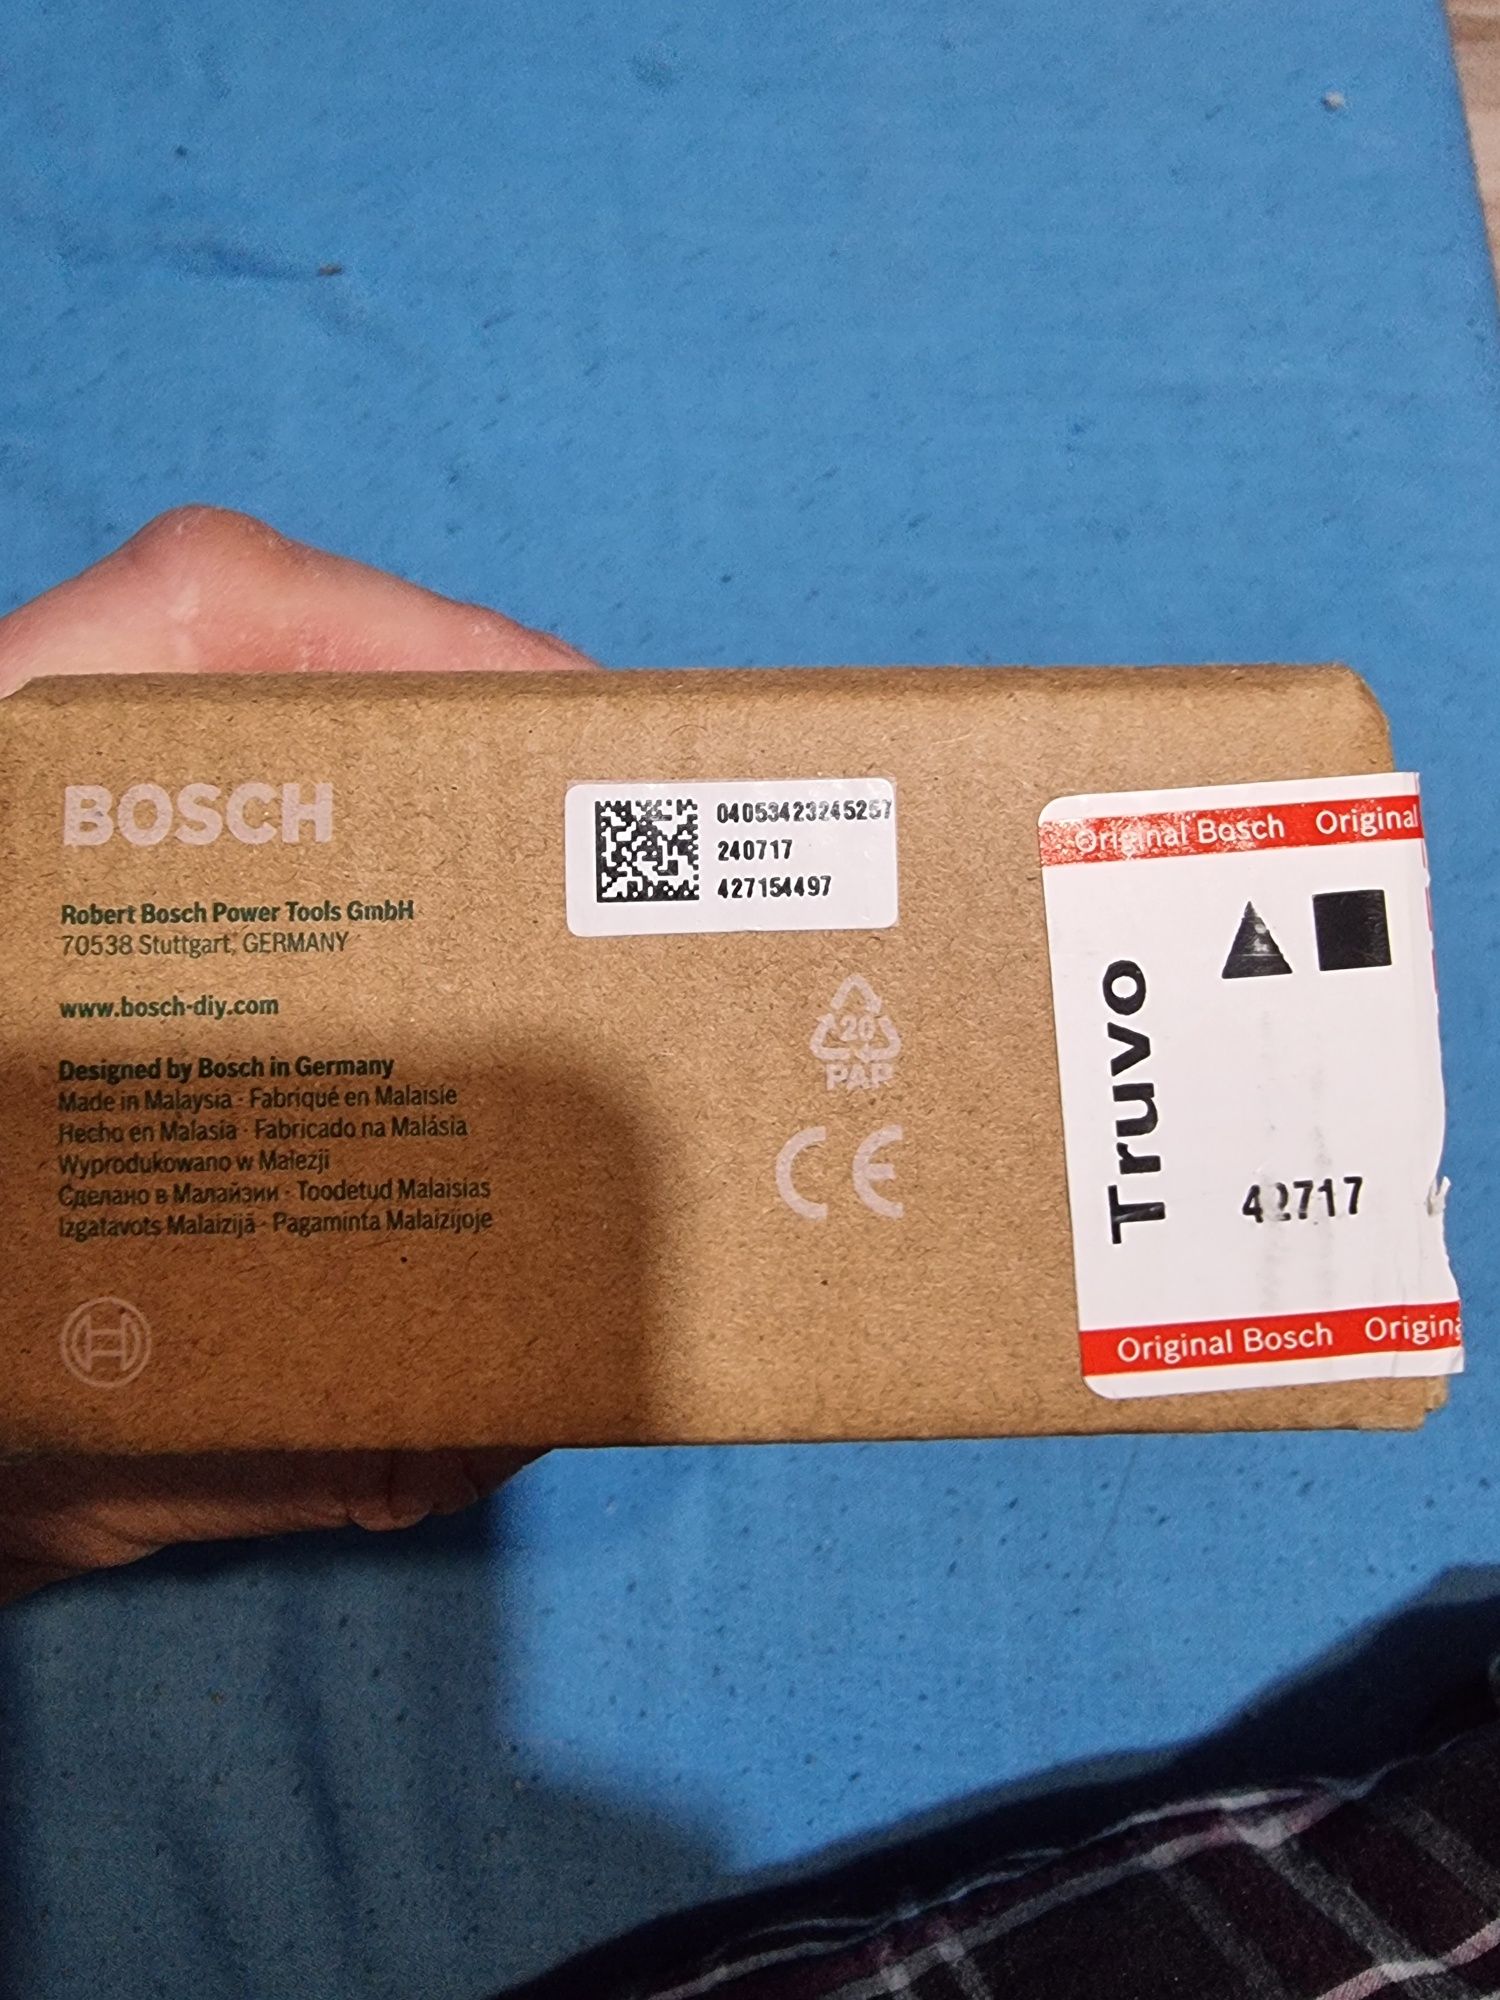 BOSCH
Robert Bosch Power Tools GmbH
70538 Stuttgart, GERMANY
www.bosch-diy.com
Designed by Bosch in Germany
Made in Malaysia · Fabriqué en Malaisie
Hecho en Malasia · Fabricado na Malásia
Wyprodukowano w Malezji
Сделано в Малайзии · Toodetud Malaisias
Izgatavots Malaizijā · Pagaminta Malaizijoje
04053423245257
240717
427154497
20
PAP
CE
Original Bosch Original
Truvo
42717
Original Bosch Origina